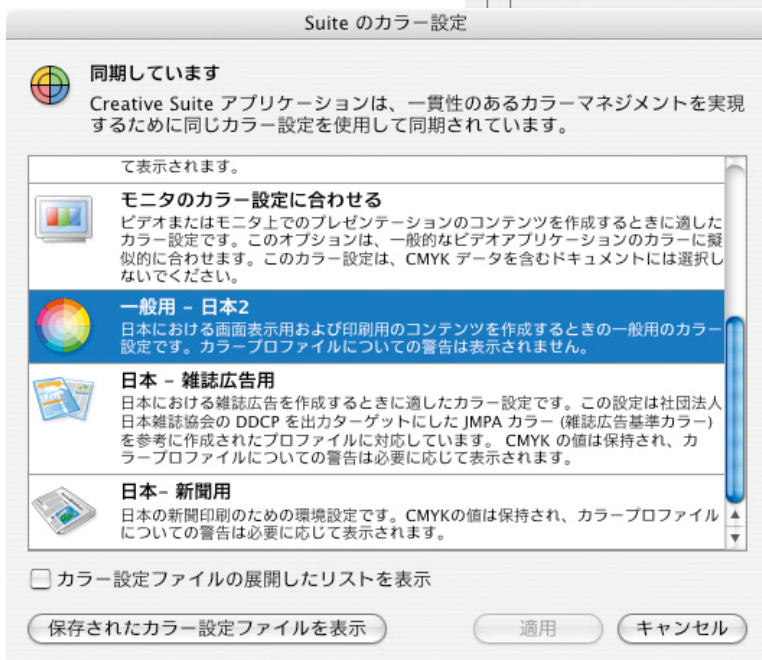 Suite のカラー設定
同期しています
Creative Suite アプリケーションは、一貫性のあるカラーマネジメントを実現
するために同じカラー設定を使用して同期されています。
て表示されます。
モニタのカラー設定に合わせる
ビデオまたはモニタ上でのプレゼンテーションのコンテンツを作成するときに適した
カラー設定です。このオプションは、一般的なビデオアプリケーションのカラーに擬
似的に合わせます。このカラー設定は、CMYK データを含むドキュメントには選択し
ないでください。
一般用 – 日本2
日本における画面表示用および印刷用のコンテンツを作成するときの一般用のカラー
設定です。カラープロファイルについての警告は表示されません。
日本 – 雑誌広告用
日本における雑誌広告を作成するときに適したカラー設定です。この設定は社団法人
日本雑誌協会の DDCP を出力ターゲットにした JMPA カラー (雑誌広告基準カラー)
を参考に作成されたプロファイルに対応しています。 CMYK の値は保持され、カ
ラープロファイルについての警告は必要に応じて表示されます。
日本– 新聞用
日本の新聞印刷のための環境設定です。CMYKの値は保持され、カラープロファイル
についての警告は必要に応じて表示されます。
カラー設定ファイルの展開したリストを表示
保存されたカラー設定ファイルを表示
適用
キャンセル